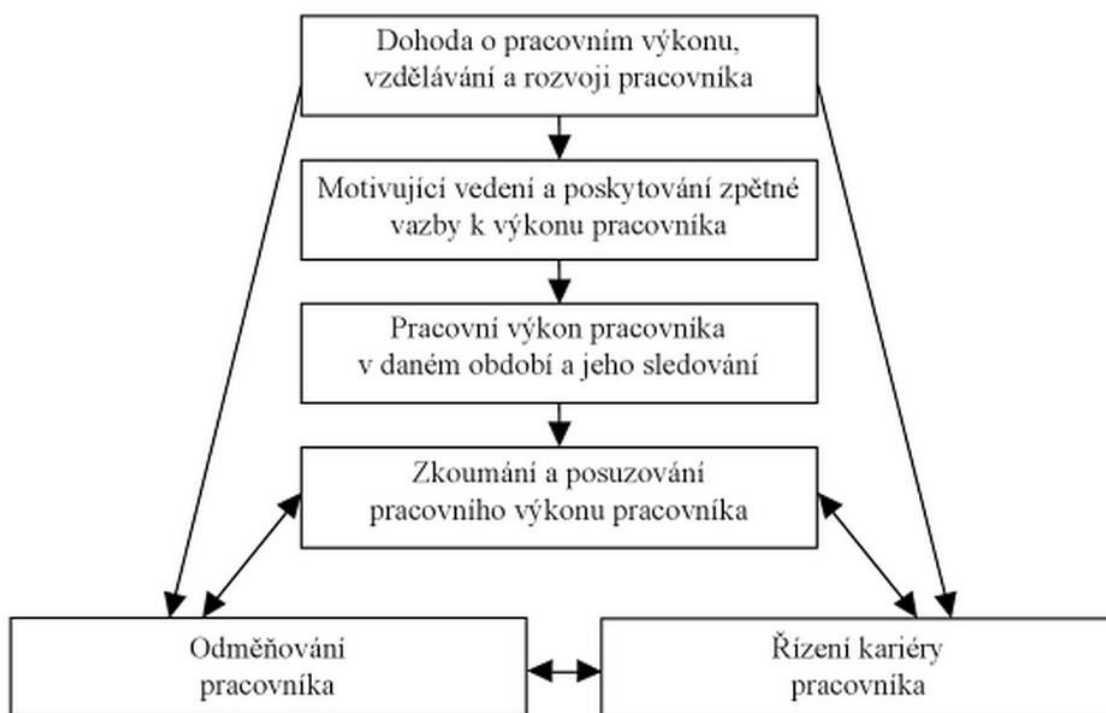 Dohoda o pracovním výkonu,
vzdělávání a rozvoji pracovníka
Motivující vedení a poskytování zpětné
vazby k výkonu pracovníka
Pracovní výkon pracovníka
v daném období a jeho sledování
Zkoumání a posuzování
pracovního výkonu pracovníka
Odměňování
pracovníka
Řízení kariéry
pracovníka